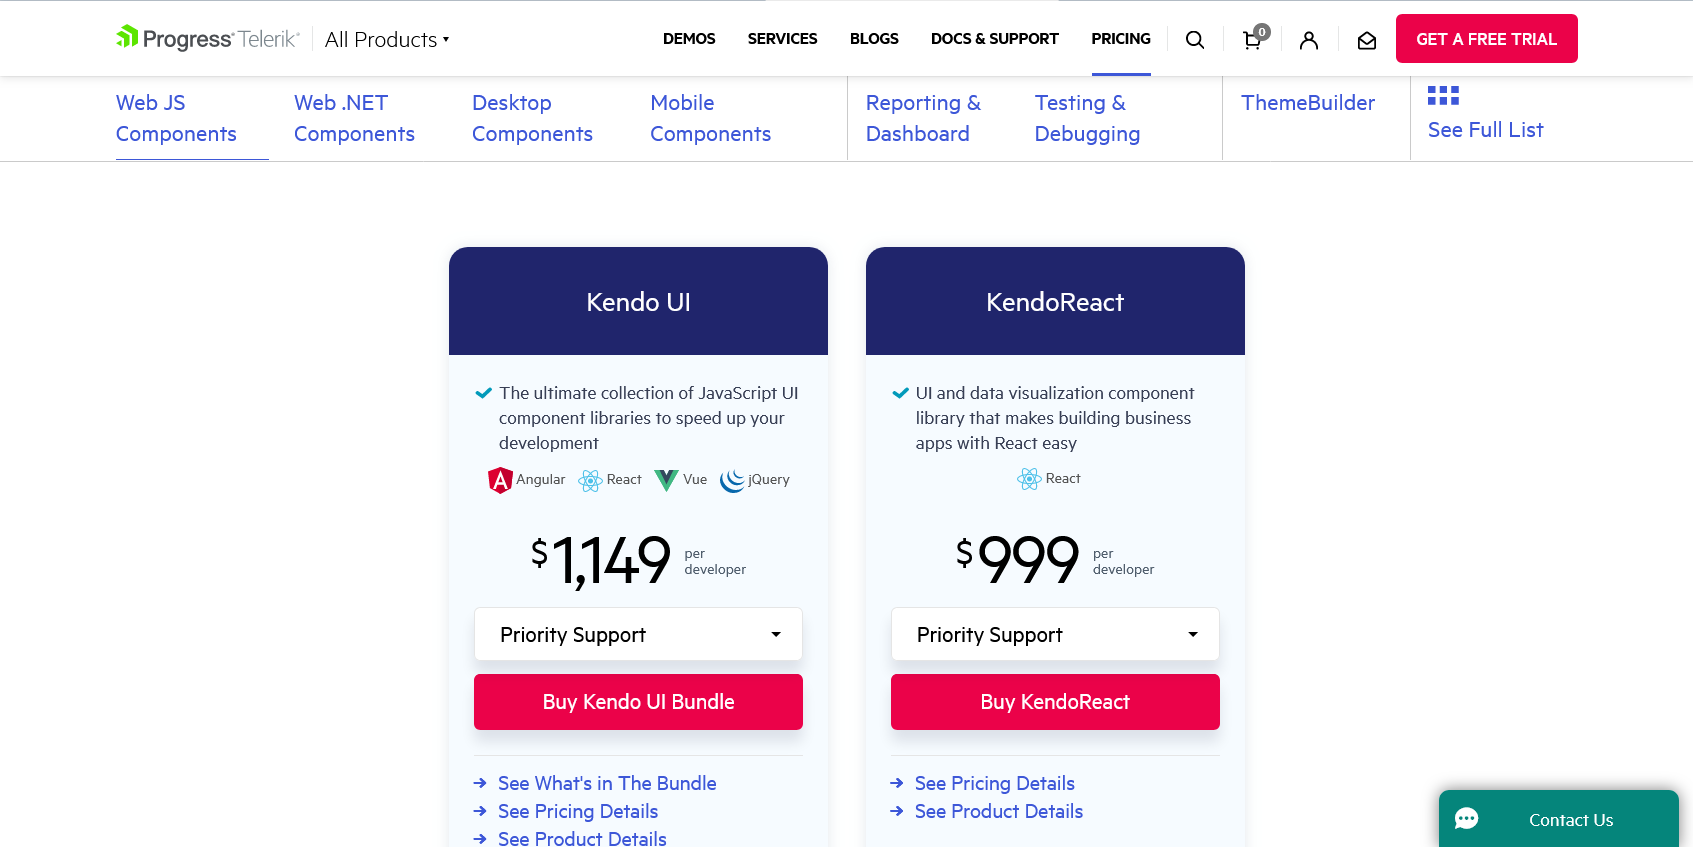 Progress® Telerik®
All Products
DEMOS
SERVICES
BLOGS
DOCS & SUPPORT
PRICING
0
GET A FREE TRIAL
Web JS
Components
Web .NET
Components
Desktop
Components
Mobile
Components
Reporting &
Dashboard
Testing &
Debugging
ThemeBuilder
See Full List
Kendo UI
The ultimate collection of JavaScript UI
component libraries to speed up your
development
Angular
React
Vue
jQuery
$1,149 per
developer
Priority Support
Buy Kendo UI Bundle
See What's in The Bundle
See Pricing Details
See Product Details
KendoReact
UI and data visualization component
library that makes building business
apps with React easy
React
$999 per
developer
Priority Support
Buy KendoReact
See Pricing Details
See Product Details
Contact Us